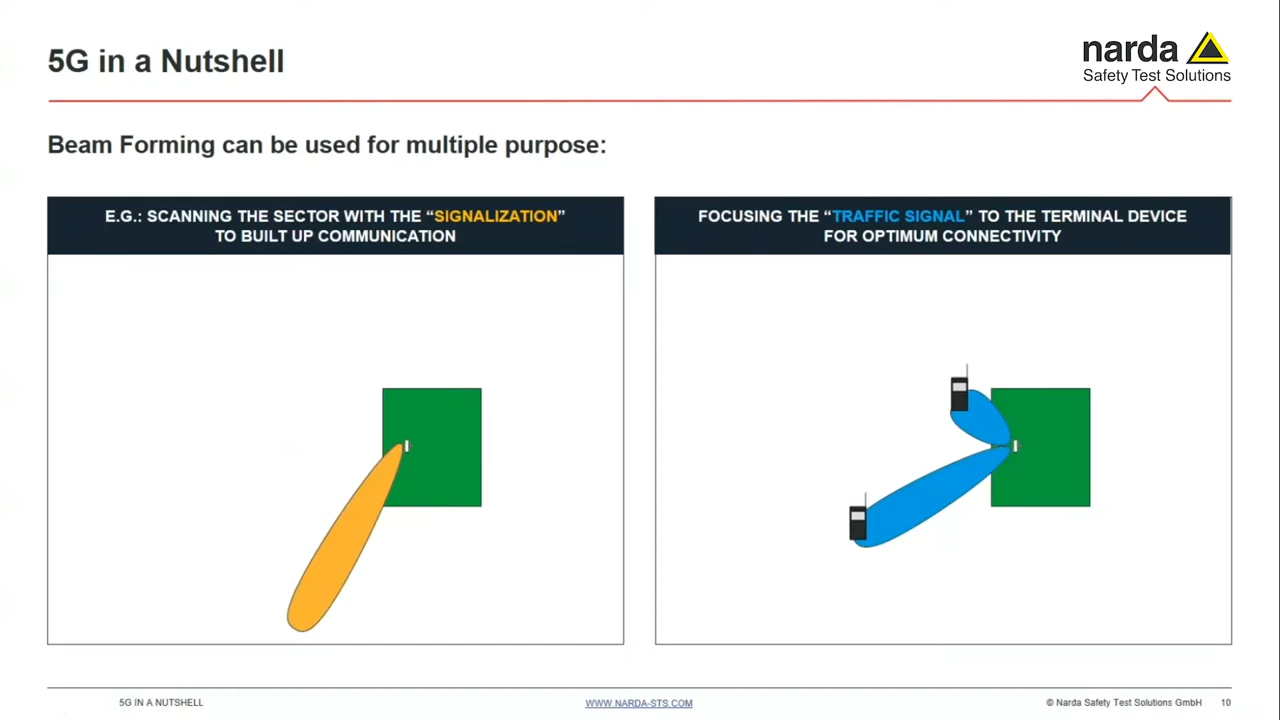 5G in a Nutshell
narda
Safety Test Solutions
Beam Forming can be used for multiple purpose:
E.G.: SCANNING THE SECTOR WITH THE “SIGNALIZATION”
TO BUILT UP COMMUNICATION
FOCUSING THE “TRAFFIC SIGNAL” TO THE TERMINAL DEVICE
FOR OPTIMUM CONNECTIVITY
5G IN A NUTSHELL
WWW.NARDA-STS.COM
© Narda Safety Test Solutions GmbH 10